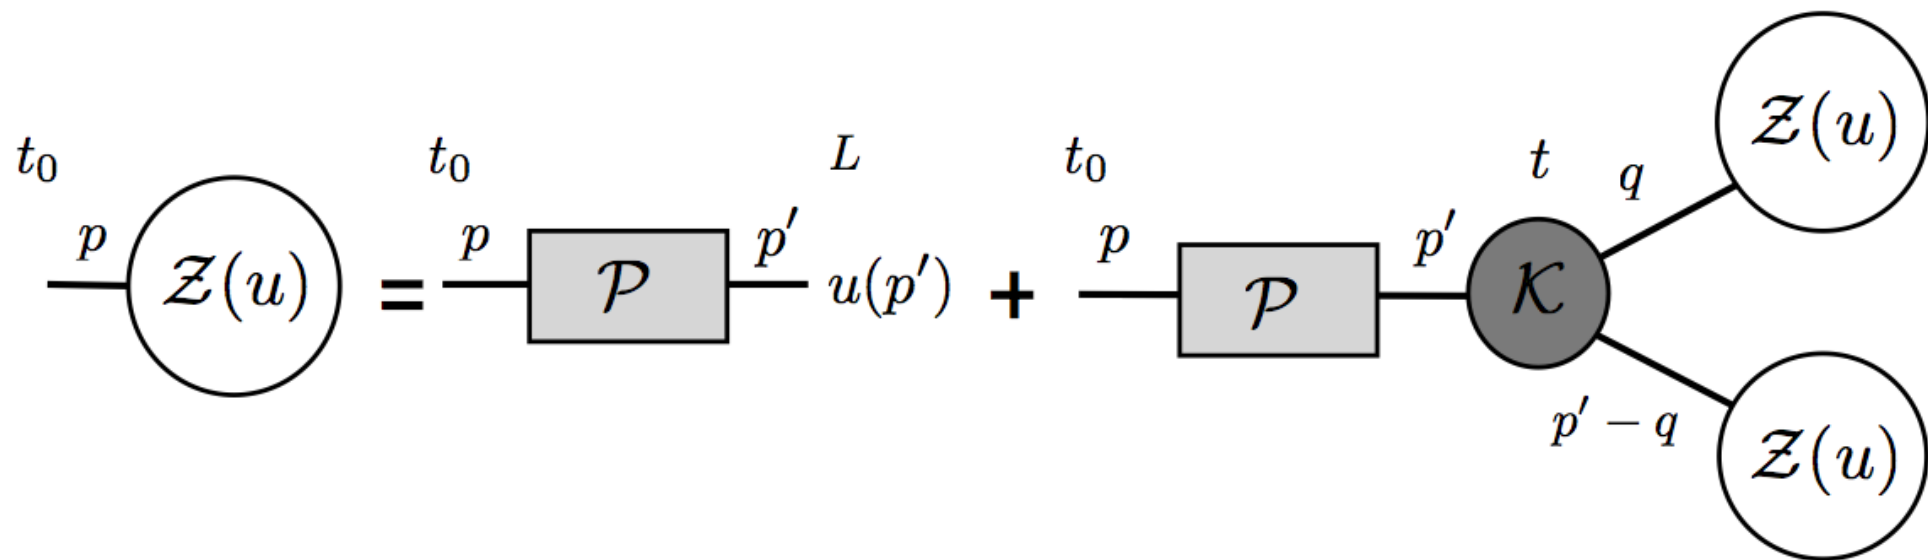 t₀ p 𝒵(u) = t₀ p 𝒫 p′ L u(p′) + t₀ p 𝒫 p′ t 𝒦 q 𝒵(u)
p′ − q 𝒵(u)